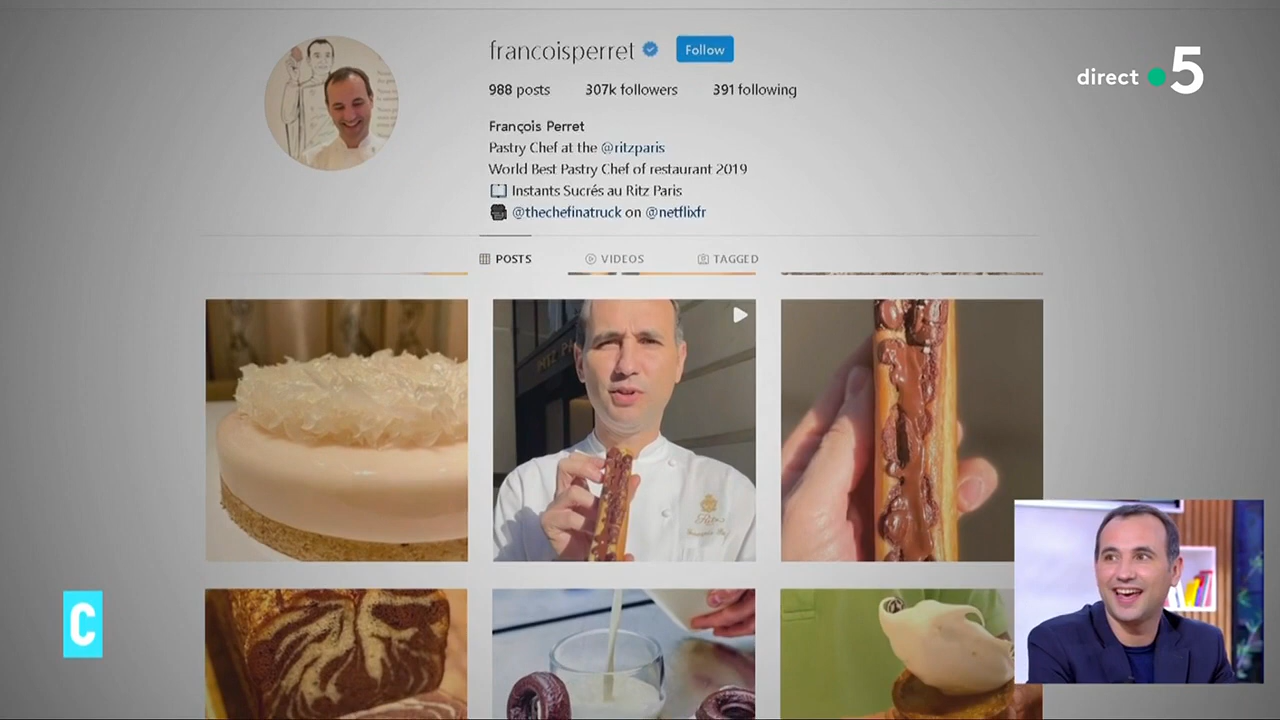 francoisperret Follow
direct 5
988 posts 307k followers 391 following
François Perret
Pastry Chef at the @ritzparis
World Best Pastry Chef of restaurant 2019
Instants Sucrés au Ritz Paris
@thechefinatruck on @netflixfr
POSTS VIDEOS TAGGED
C